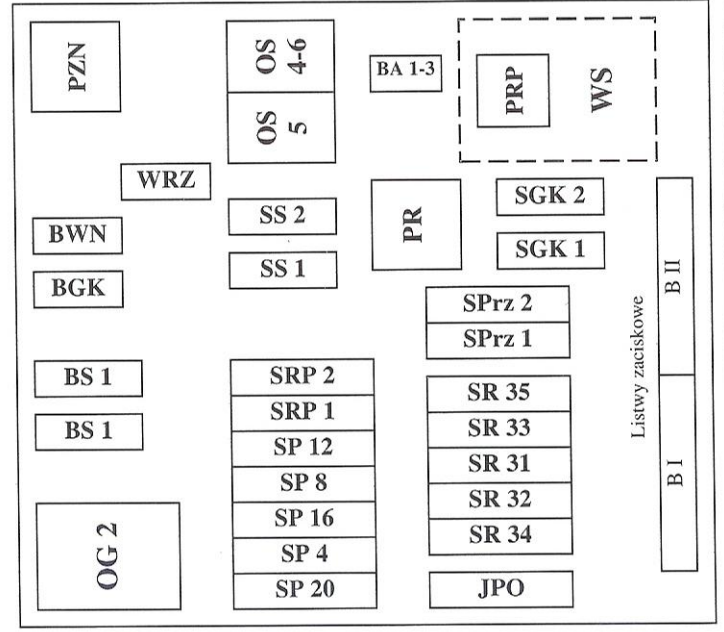 PZN
OS
4-6
OS
5
BA 1-3
PRP
WS
WRZ
BWN
BGK
SS 2
SS 1
PR
SGK 2
SGK 1
SPrz 2
SPrz 1
BS 1
BS 1
OG 2
SRP 2
SRP 1
SP 12
SP 8
SP 16
SP 4
SP 20
SR 35
SR 33
SR 31
SR 32
SR 34
JPO
Listwy zaciskowe
B II
B I